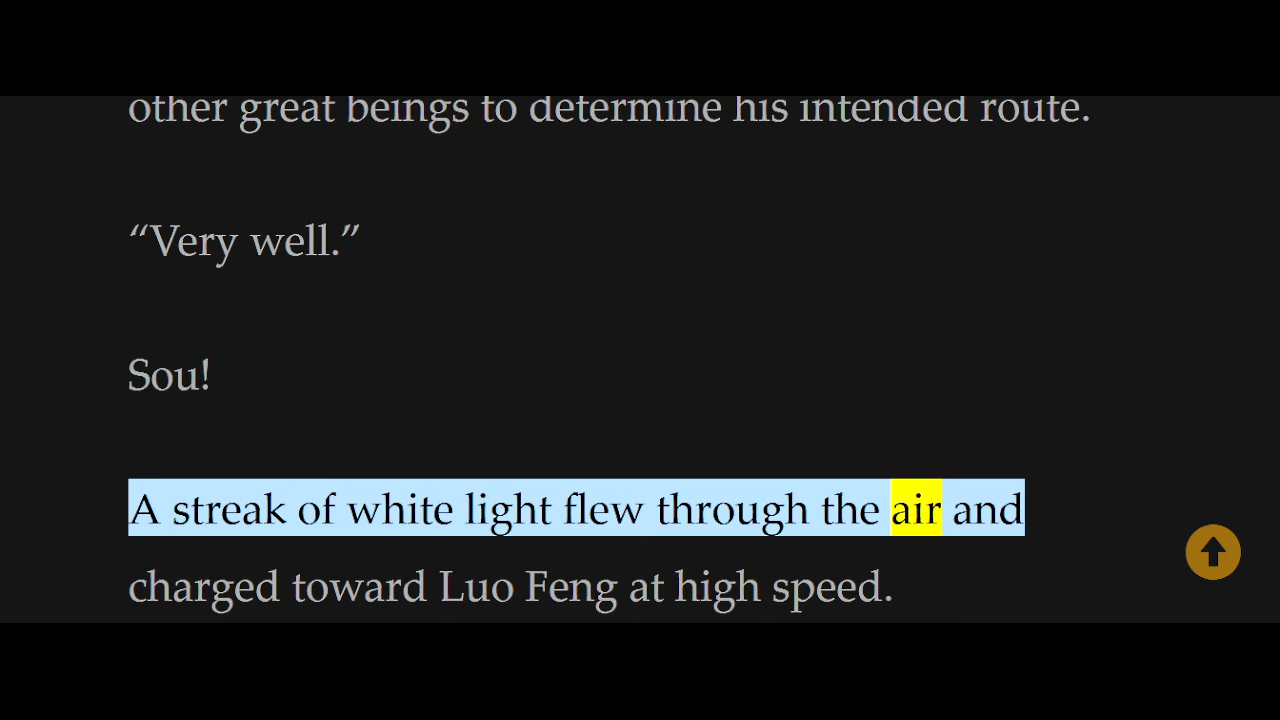 other great beings to determine his intended route.
“Very well.”
Sou!
A streak of white light flew through the air and
charged toward Luo Feng at high speed.